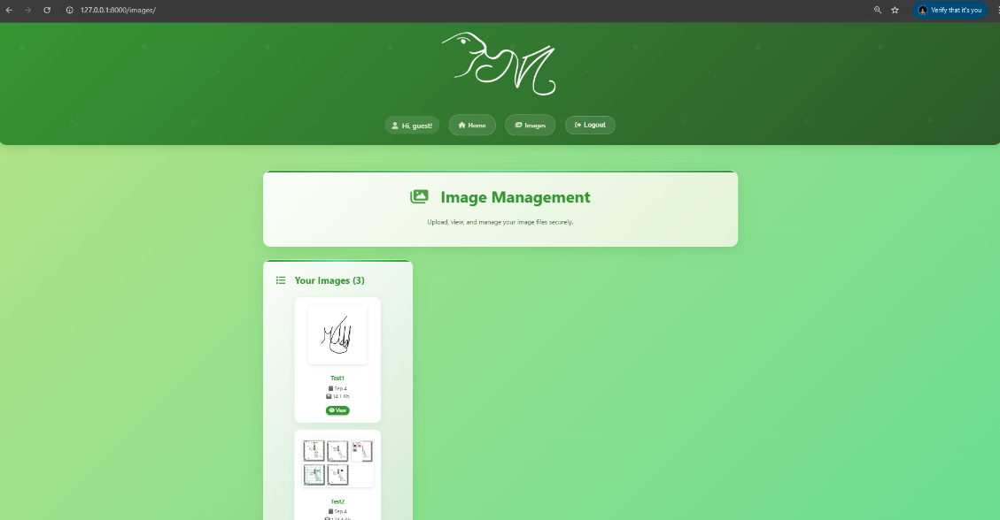 127.0.0.1:8000/images/
Verify that it's you
Hi, guest!
Home
Images
Logout
Image Management
Upload, view, and manage your image files securely.
Your Images (3)
Test1
Sep 4
14.1 Kb
View
Test2
Sep 4